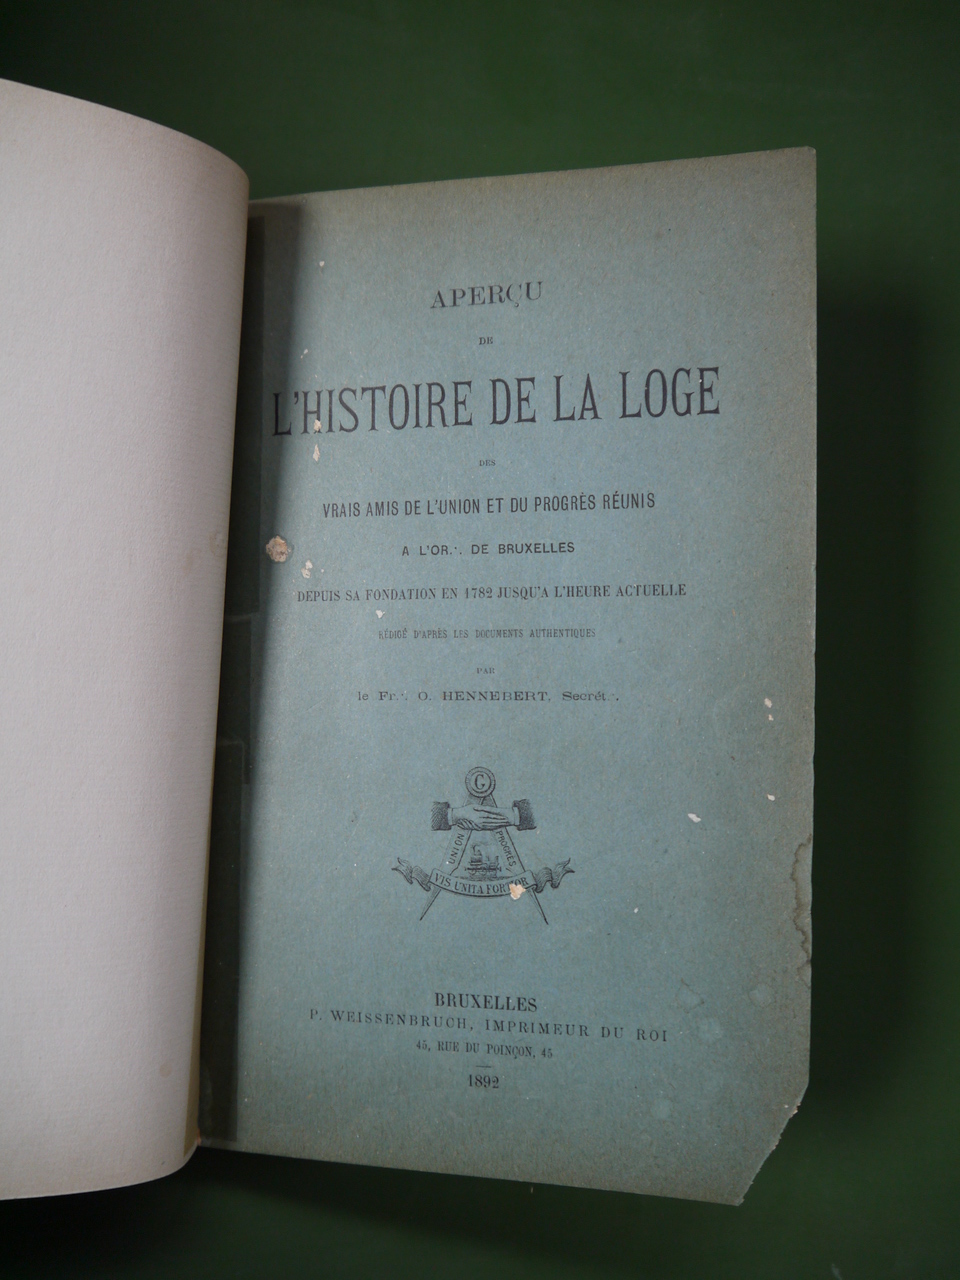 APERÇU
DE
L'HISTOIRE DE LA LOGE
DES
VRAIS AMIS DE L'UNION ET DU PROGRÈS RÉUNIS
A L'OR∴ DE BRUXELLES
DEPUIS SA FONDATION EN 1782 JUSQU'A L'HEURE ACTUELLE
RÉDIGÉ D'APRÈS LES DOCUMENTS AUTHENTIQUES
PAR
le Fr∴ O. HENNEBERT, Secrét∴
G
UNION PROGRÈS
VIS UNITA FORTIOR
BRUXELLES
P. WEISSENBRUCH, IMPRIMEUR DU ROI
45, RUE DU POINÇON, 45
1892